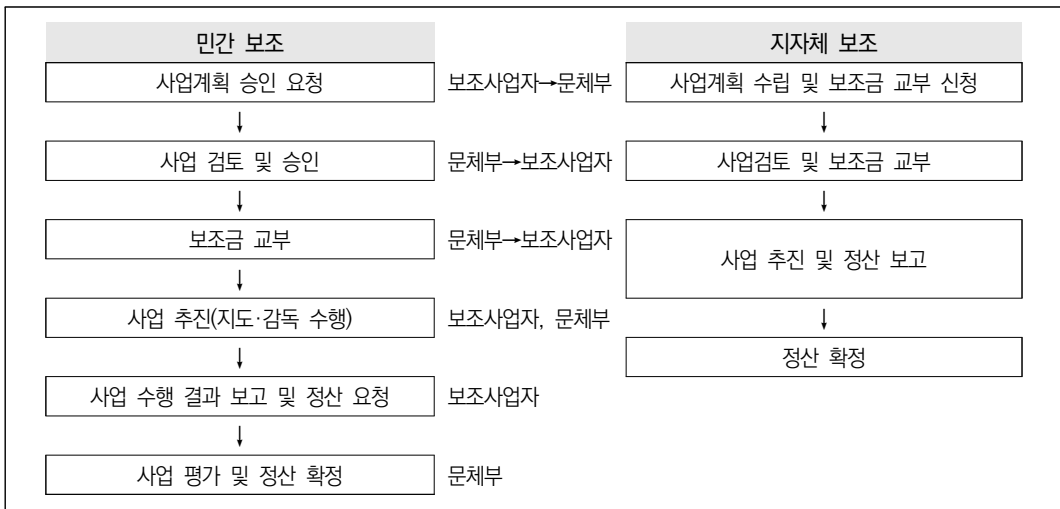 민간 보조
지자체 보조
사업계획 승인 요청
보조사업자→문체부
사업계획 수립 및 보조금 교부 신청
↓
↓
사업 검토 및 승인
문체부→보조사업자
사업검토 및 보조금 교부
↓
↓
보조금 교부
문체부→보조사업자
사업 추진 및 정산 보고
↓
사업 추진(지도·감독 수행)
보조사업자, 문체부
↓
정산 확정
↓
사업 수행 결과 보고 및 정산 요청
보조사업자
↓
사업 평가 및 정산 확정
문체부